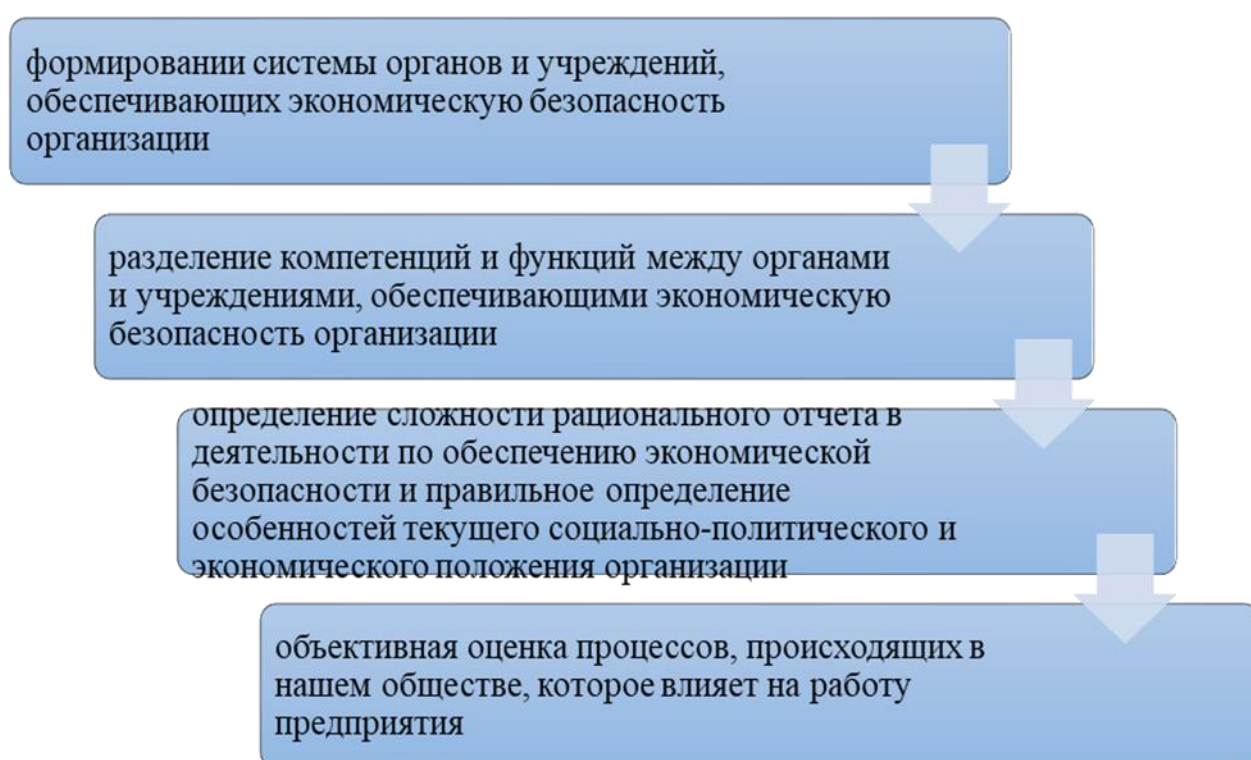 формировании системы органов и учреждений,
обеспечивающих экономическую безопасность
организации
разделение компетенций и функций между органами
и учреждениями, обеспечивающими экономическую
безопасность организации
определение сложности рационального отчета в
деятельности по обеспечению экономической
безопасности и правильное определение
особенностей текущего социально-политического и
экономического положения организации
объективная оценка процессов, происходящих в
нашем обществе, которое влияет на работу
предприятия